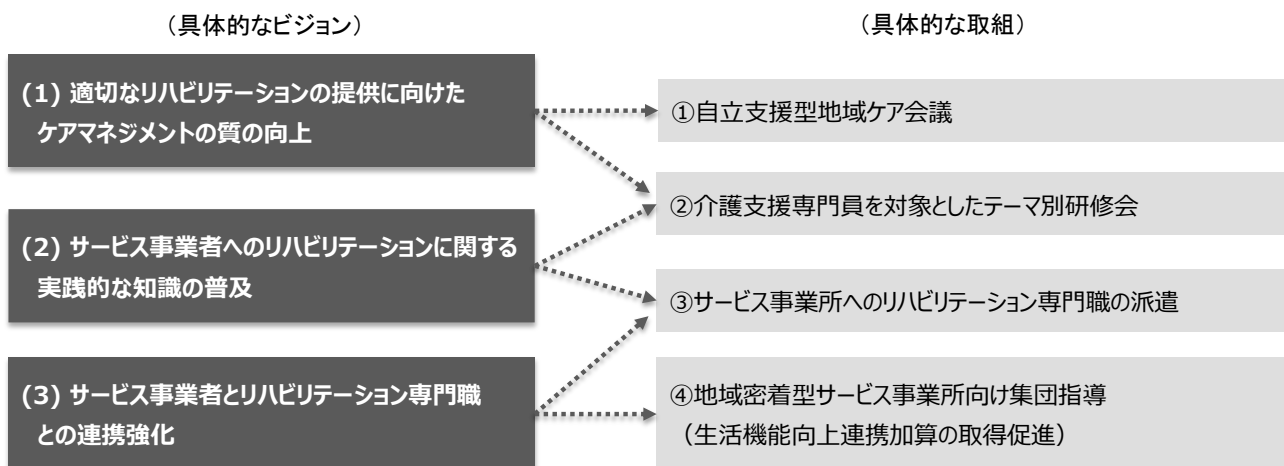 （具体的なビジョン）
（具体的な取組）
(1) 適切なリハビリテーションの提供に向けた
ケアマネジメントの質の向上
(2) サービス事業者へのリハビリテーションに関する
実践的な知識の普及
(3) サービス事業者とリハビリテーション専門職
との連携強化
①自立支援型地域ケア会議
②介護支援専門員を対象としたテーマ別研修会
③サービス事業所へのリハビリテーション専門職の派遣
④地域密着型サービス事業所向け集団指導
（生活機能向上連携加算の取得促進）